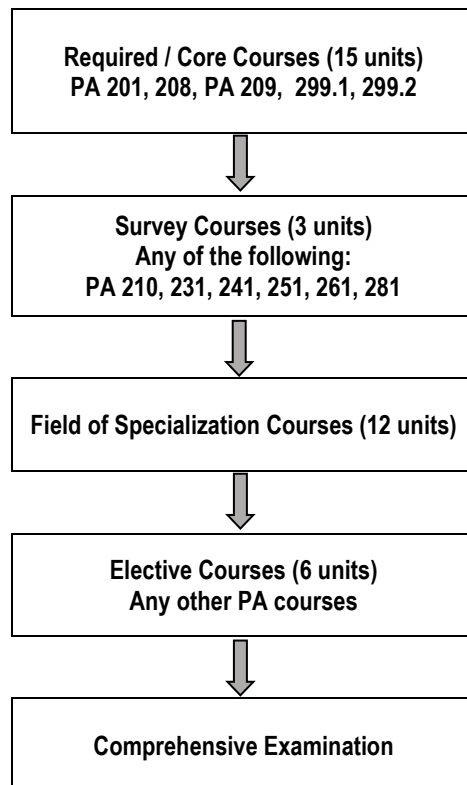 Required / Core Courses (15 units)
PA 201, 208, PA 209, 299.1, 299.2
Survey Courses (3 units)
Any of the following:
PA 210, 231, 241, 251, 261, 281
Field of Specialization Courses (12 units)
Elective Courses (6 units)
Any other PA courses
Comprehensive Examination